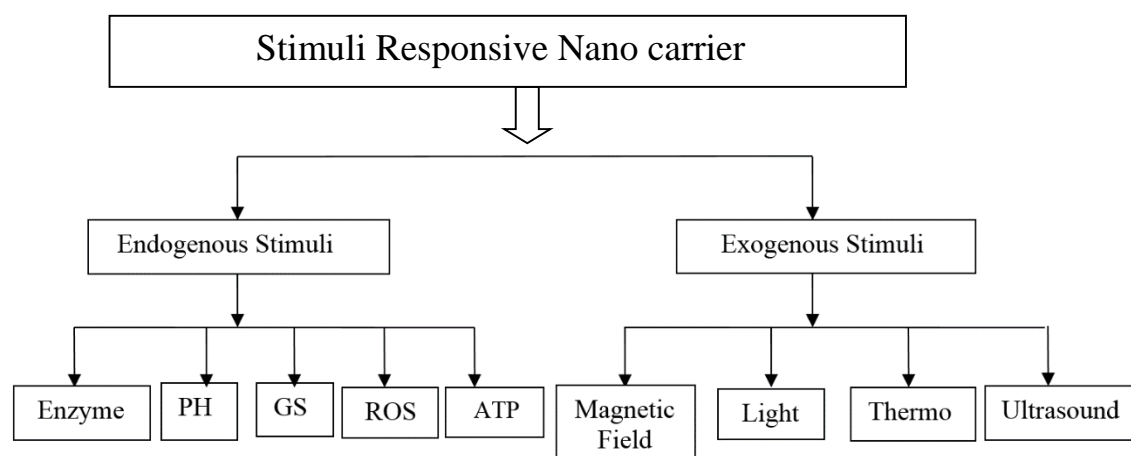 Stimuli Responsive Nano carrier
Endogenous Stimuli
Exogenous Stimuli
Enzyme
PH
GS
ROS
ATP
Magnetic
Field
Light
Thermo
Ultrasound